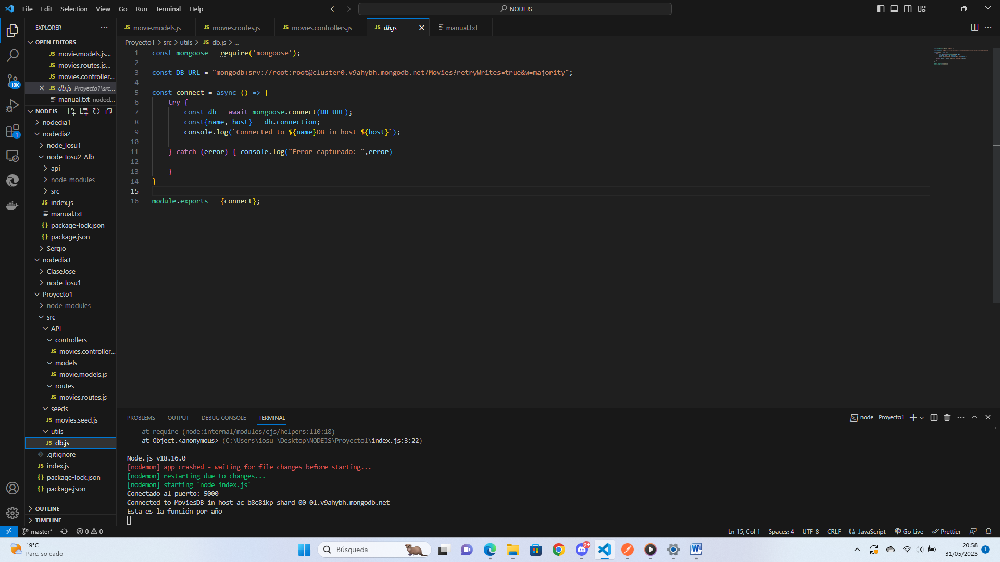 File Edit Selection View Go Run Terminal Help
NODEJS
EXPLORER
OPEN EDITORS
JS movie.models.js...
JS movies.routes.js...
JS movies.controller...
JS db.js Proyecto1\src...
manual.txt noded...
NODEJS
nodedia1
nodedia2
node_Iosu1
node_Iosu2_Alb
api
node_modules
src
JS index.js
manual.txt
{} package-lock.json
{} package.json
Sergio
nodedia3
ClaseJose
node_Iosu1
Proyecto1
node_modules
src
API
controllers
JS movies.controller...
models
JS movie.models.js
routes
JS movies.routes.js
seeds
JS movies.seed.js
utils
JS db.js
.gitignore
JS index.js
{} package-lock.json
{} package.json
OUTLINE
TIMELINE
10K
1
JS movie.models.js JS movies.routes.js JS movies.controllers.js JS db.js manual.txt
Proyecto1 > src > utils > JS db.js > ...
1 const mongoose = require('mongoose');
2
3 const DB_URL = "mongodb+srv://root:root@cluster0.v9ahybh.mongodb.net/Movies?retryWrites=true&w=majority";
4
5 const connect = async () => {
6 try {
7 const db = await mongoose.connect(DB_URL);
8 const{name, host} = db.connection;
9 console.log(`Connected to ${name}DB in host ${host}`);
10
11 } catch (error) { console.log("Error capturado: ",error)
12
13 }
14 }
15
16 module.exports = {connect};
PROBLEMS OUTPUT DEBUG CONSOLE TERMINAL
node - Proyecto1
at require (node:internal/modules/cjs/helpers:110:18)
at Object.<anonymous> (C:\Users\iosu_\Desktop\NODEJS\Proyecto1\index.js:3:22)
Node.js v18.16.0
[nodemon] app crashed - waiting for file changes before starting...
[nodemon] restarting due to changes...
[nodemon] starting `node index.js`
Conectado al puerto: 5000
Connected to MoviesDB in host ac-b8c8ikp-shard-00-01.v9ahybh.mongodb.net
Esta es la función por año
master* 0 0
Ln 15, Col 1 Spaces: 4 UTF-8 CRLF {} JavaScript Go Live Prettier
19°C
Parc. soleado
Búsqueda
9+
20:58
31/05/2023
1